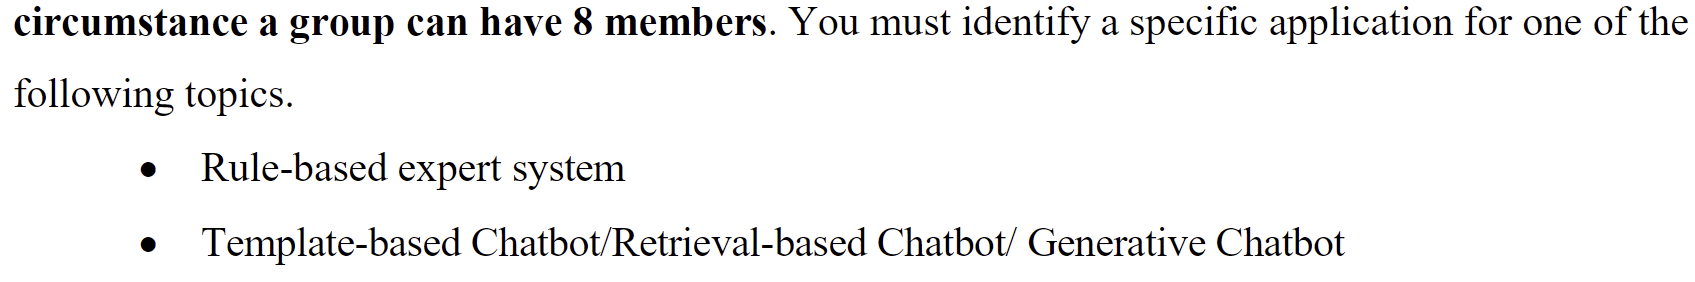 circumstance a group can have 8 members. You must identify a specific application for one of the
following topics.
• Rule-based expert system
• Template-based Chatbot/Retrieval-based Chatbot/ Generative Chatbot